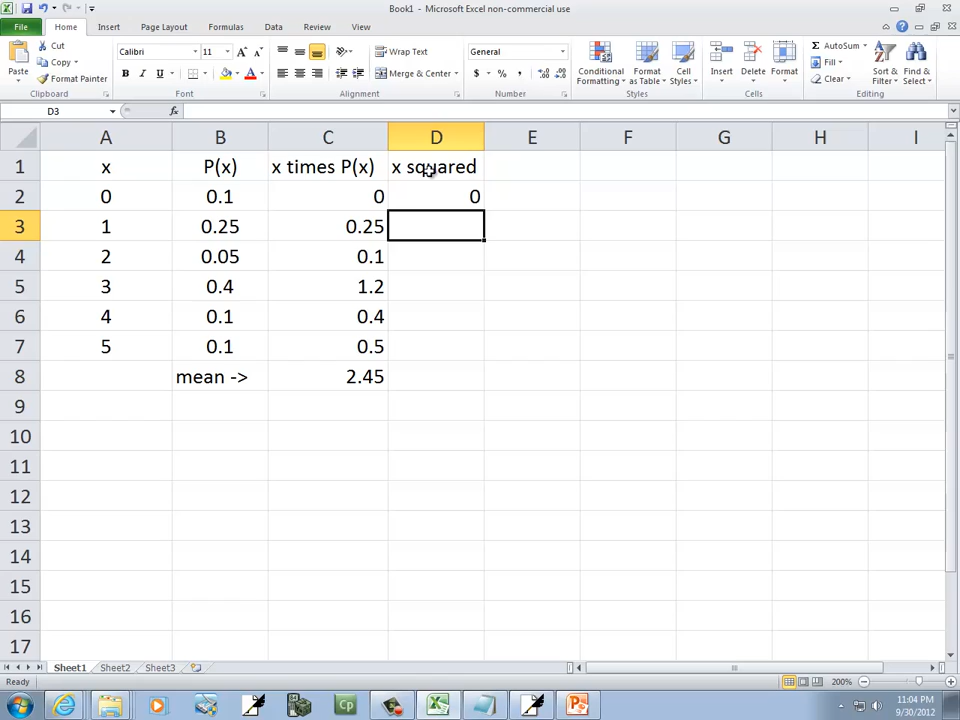 Book1 - Microsoft Excel non-commercial use
File Home Insert Page Layout Formulas Data Review View
Paste
Cut
Copy
Format Painter
Clipboard
Calibri 11
B I U
Font
Wrap Text
Merge & Center
Alignment
General
$ % ,
Number
Conditional Formatting
Format as Table
Cell Styles
Styles
Insert Delete Format
Cells
AutoSum
Fill
Clear
Sort & Filter
Find & Select
Editing
D3 fx
A B C D E F G H I
1 x P(x) x times P(x) x squared
2 0 0.1 0 0
3 1 0.25 0.25
4 2 0.05 0.1
5 3 0.4 1.2
6 4 0.1 0.4
7 5 0.1 0.5
8 mean -> 2.45
9
10
11
12
13
14
15
16
17
Sheet1 Sheet2 Sheet3
Ready 200%
Cp
11:04 PM
9/30/2012